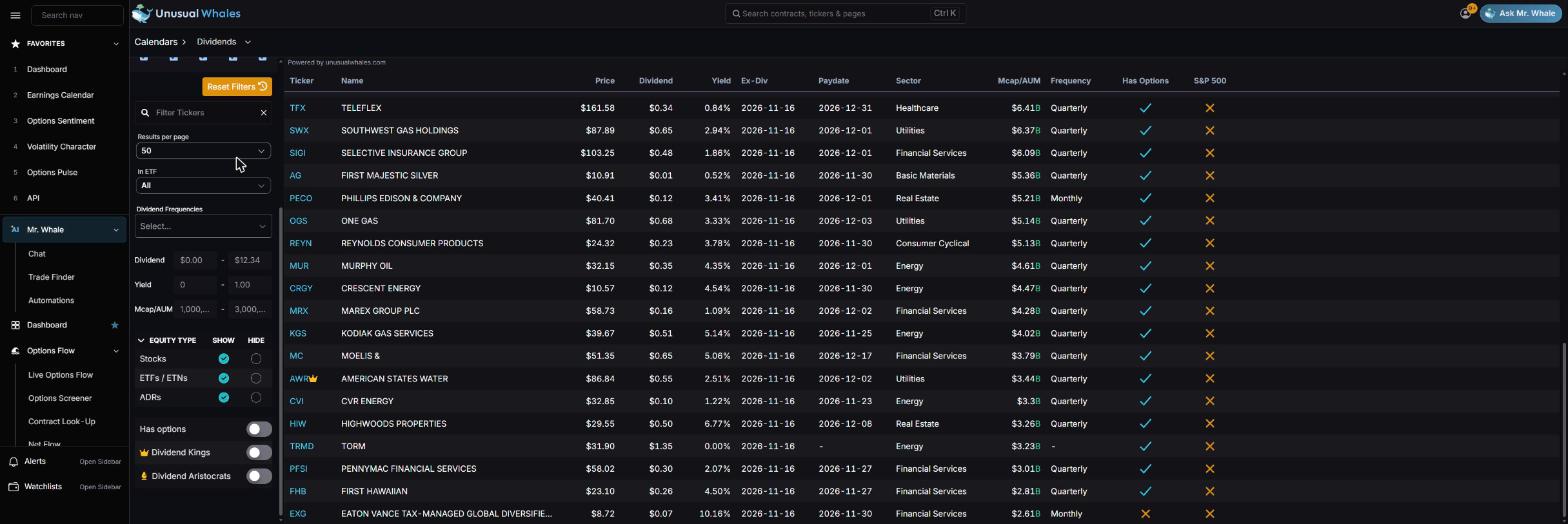 Search nav
Unusual Whales
Search contracts, tickers & pages Ctrl K
9+
Ask Mr. Whale
FAVORITES
1 Dashboard
2 Earnings Calendar
3 Options Sentiment
4 Volatility Character
5 Options Pulse
6 API
AI Mr. Whale
Chat
Trade Finder
Automations
Dashboard
Options Flow
Live Options Flow
Options Screener
Contract Look-Up
Net Flow
Alerts Open Sidebar
Watchlists Open Sidebar
Calendars > Dividends
Reset Filters
Filter Tickers
Results per page
50
In ETF
All
Dividend Frequencies
Select...
Dividend $0.00 - $12.34
Yield 0 - 1.00
Mcap/AUM 1,000,... - 3,000,...
EQUITY TYPE SHOW HIDE
Stocks
ETFs / ETNs
ADRs
Has options
Dividend Kings
Dividend Aristocrats
Powered by unusualwhales.com
Ticker Name Price Dividend Yield Ex-Div Paydate Sector Mcap/AUM Frequency Has Options S&P 500
TFX TELEFLEX $161.58 $0.34 0.84% 2026-11-16 2026-12-31 Healthcare $6.41B Quarterly
SWX SOUTHWEST GAS HOLDINGS $87.89 $0.65 2.94% 2026-11-16 2026-12-01 Utilities $6.37B Quarterly
SIGI SELECTIVE INSURANCE GROUP $103.25 $0.48 1.86% 2026-11-16 2026-12-01 Financial Services $6.09B Quarterly
AG FIRST MAJESTIC SILVER $10.91 $0.01 0.52% 2026-11-16 2026-11-30 Basic Materials $5.36B Quarterly
PECO PHILLIPS EDISON & COMPANY $40.41 $0.12 3.41% 2026-11-16 2026-12-01 Real Estate $5.21B Monthly
OGS ONE GAS $81.70 $0.68 3.33% 2026-11-16 2026-12-03 Utilities $5.14B Quarterly
REYN REYNOLDS CONSUMER PRODUCTS $24.32 $0.23 3.78% 2026-11-16 2026-11-30 Consumer Cyclical $5.13B Quarterly
MUR MURPHY OIL $32.15 $0.35 4.35% 2026-11-16 2026-12-01 Energy $4.61B Quarterly
CRGY CRESCENT ENERGY $10.57 $0.12 4.54% 2026-11-16 2026-11-30 Energy $4.47B Quarterly
MRX MAREX GROUP PLC $58.73 $0.16 1.09% 2026-11-16 2026-11-30 Financial Services $4.28B Quarterly
KGS KODIAK GAS SERVICES $39.67 $0.51 5.14% 2026-11-16 2026-11-25 Energy $4.02B Quarterly
MC MOELIS & $51.35 $0.65 5.06% 2026-11-16 2026-12-17 Financial Services $3.79B Quarterly
AWR AMERICAN STATES WATER $86.84 $0.55 2.51% 2026-11-16 2026-12-02 Utilities $3.44B Quarterly
CVI CVR ENERGY $32.85 $0.10 1.22% 2026-11-16 2026-11-23 Energy $3.3B Quarterly
HIW HIGHWOODS PROPERTIES $29.55 $0.50 6.77% 2026-11-16 2026-12-08 Real Estate $3.26B Quarterly
TRMD TORM $31.90 $1.35 0.00% 2026-11-16 - Energy $3.23B -
PFSI PENNYMAC FINANCIAL SERVICES $58.02 $0.30 2.07% 2026-11-16 2026-11-27 Financial Services $3.01B Quarterly
FHB FIRST HAWAIIAN $23.10 $0.26 4.50% 2026-11-16 2026-11-27 Financial Services $2.81B Quarterly
EXG EATON VANCE TAX-MANAGED GLOBAL DIVERSIFIE... $8.72 $0.07 10.16% 2026-11-16 2026-11-30 Financial Services $2.61B Monthly